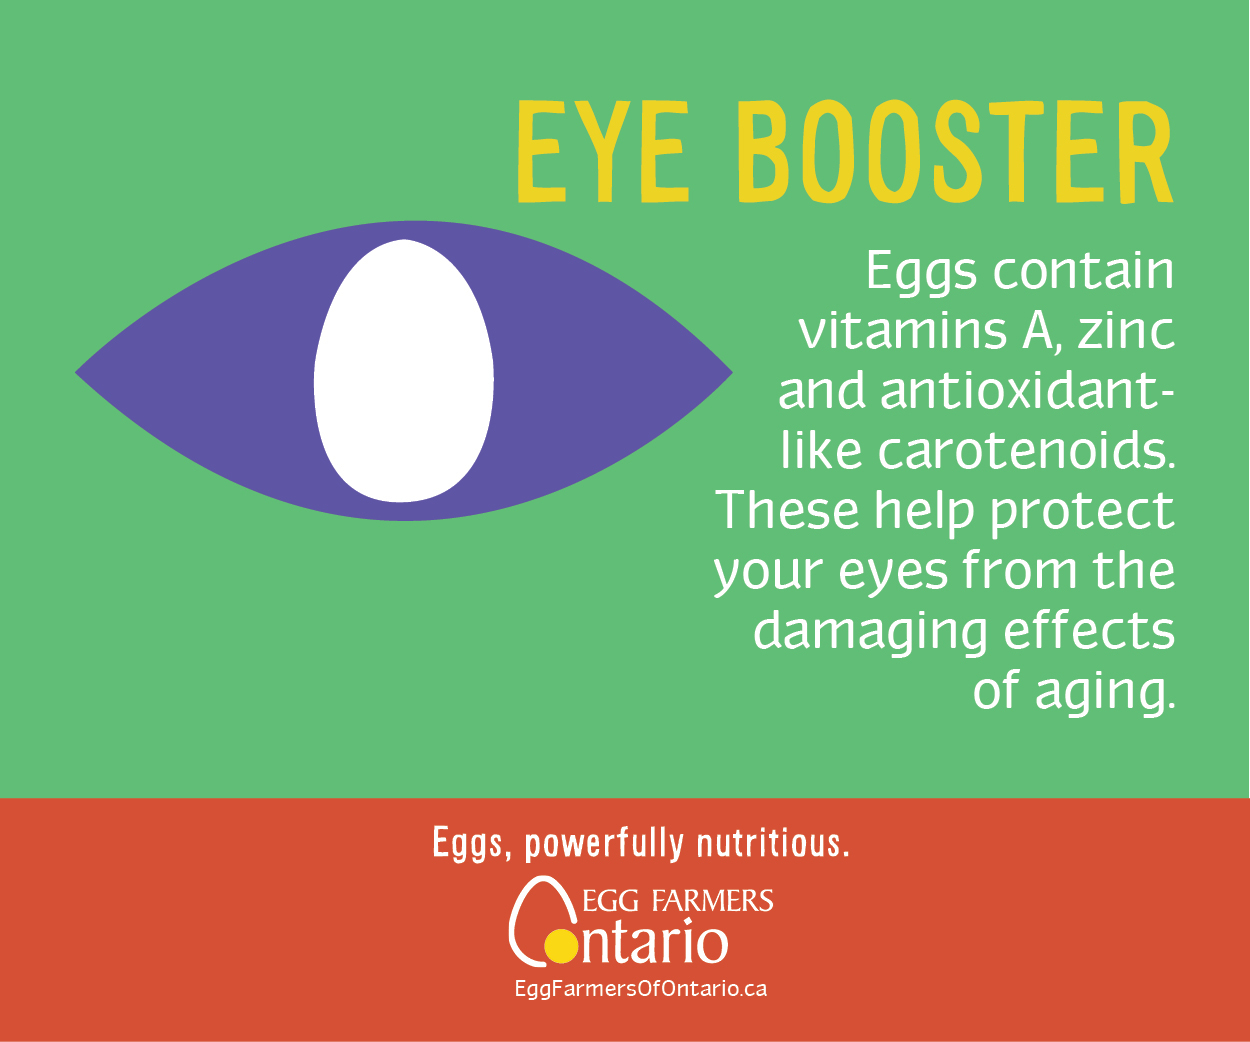 EYE BOOSTER
Eggs contain
vitamins A, zinc
and antioxidant-
like carotenoids.
These help protect
your eyes from the
damaging effects
of aging.
Eggs, powerfully nutritious.
EGG FARMERS
Ontario
EggFarmersOfOntario.ca